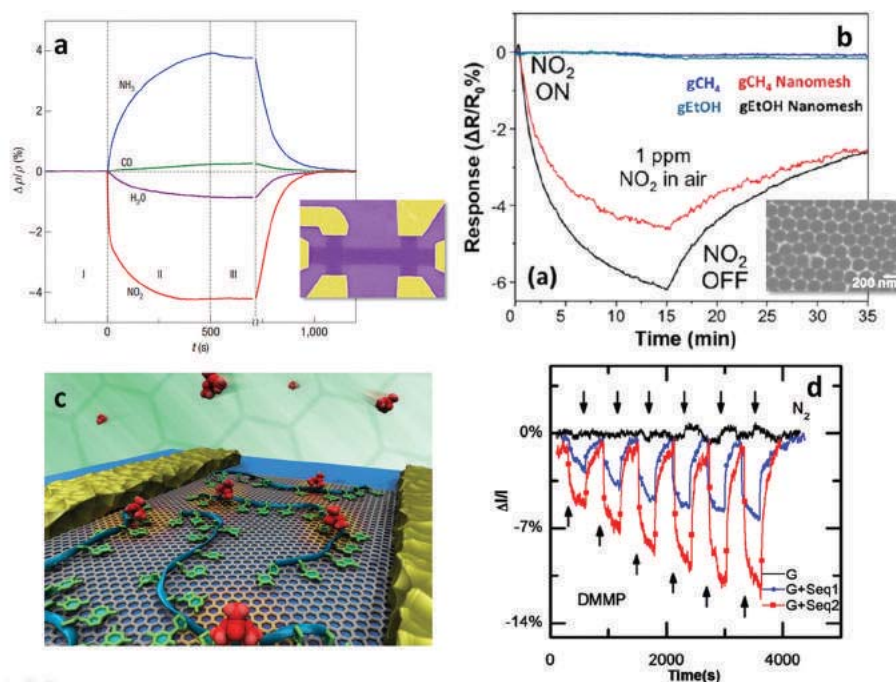 a
4
2
0
−2
−4
Δ ρ/ρ (%)
NH₃
CO
H₂O
NO₂
I
II
III
0
500
1,000
t (s)
b
0
-2
-4
-6
Response (ΔR/R₀%)
NO₂
ON
gCH₄ gCH₄ Nanomesh
gEtOH gEtOH Nanomesh
1 ppm
NO₂ in air
NO₂
OFF
(a)
200 nm
0 5 10 15 20 25 30 35
Time (min)
c
d
N₂
0%
-7%
-14%
ΔI/I
DMMP
G
G+Seq1
G+Seq2
0 2000 4000
Time(s)